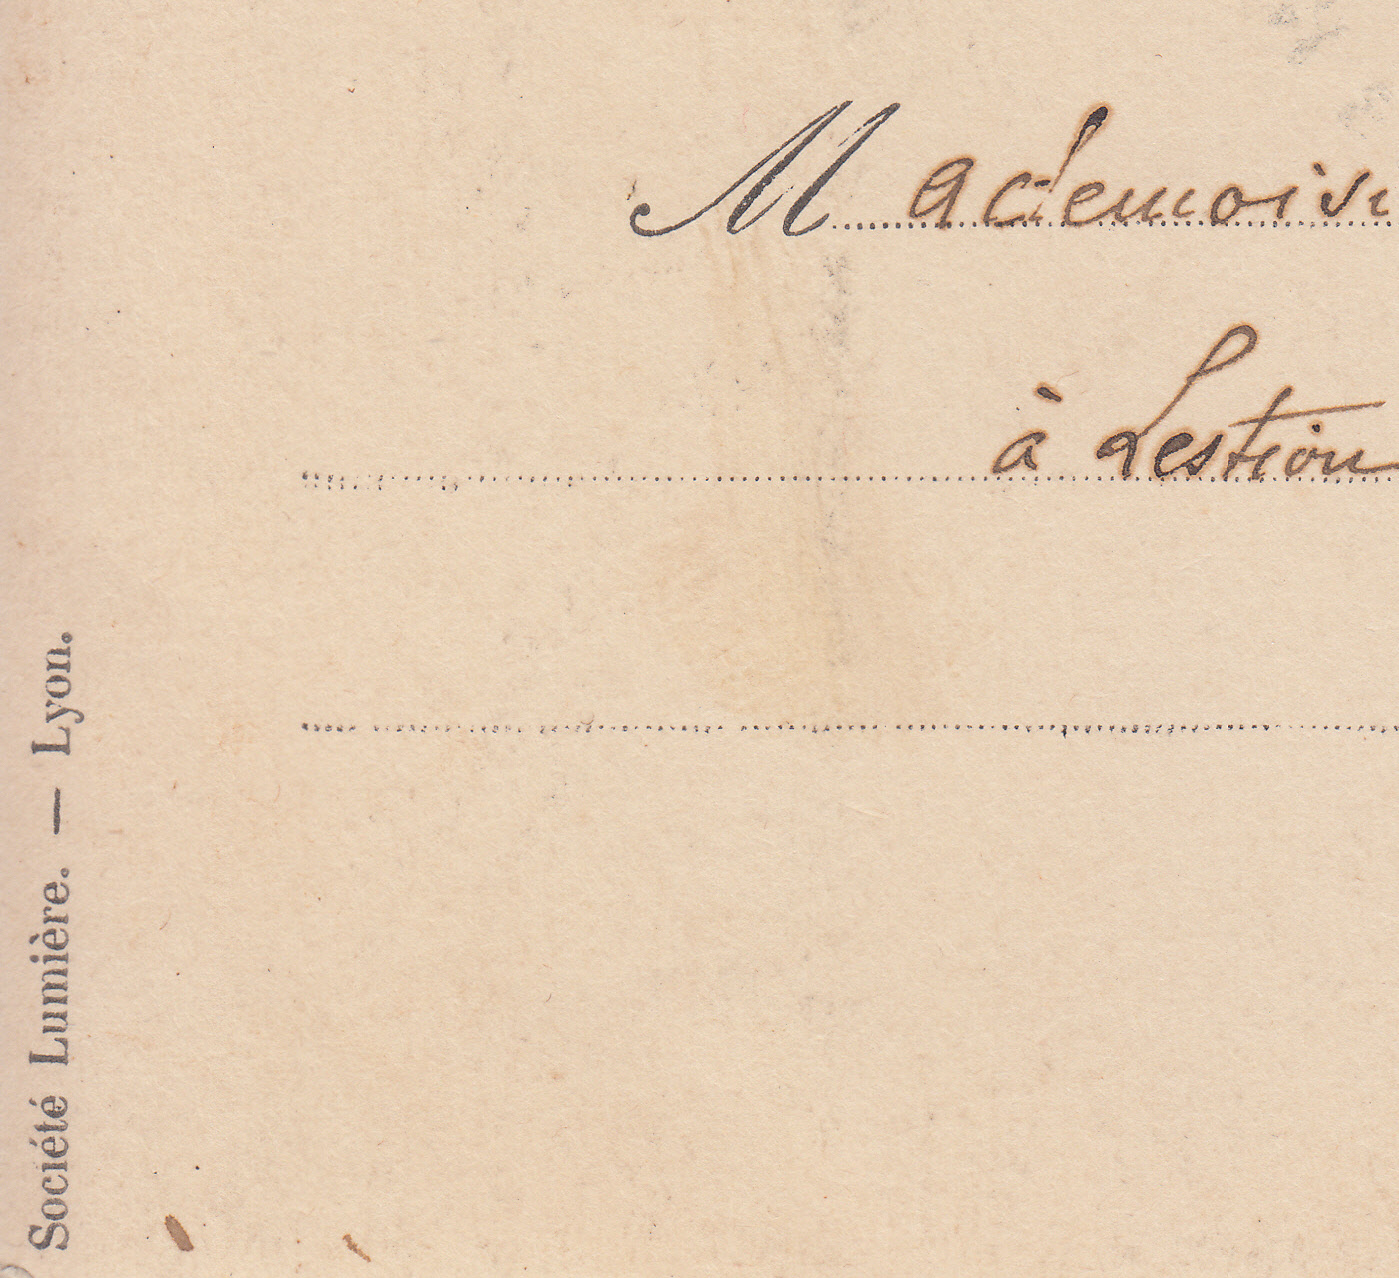 Mademoise
à Lestion
Société Lumière. — Lyon.